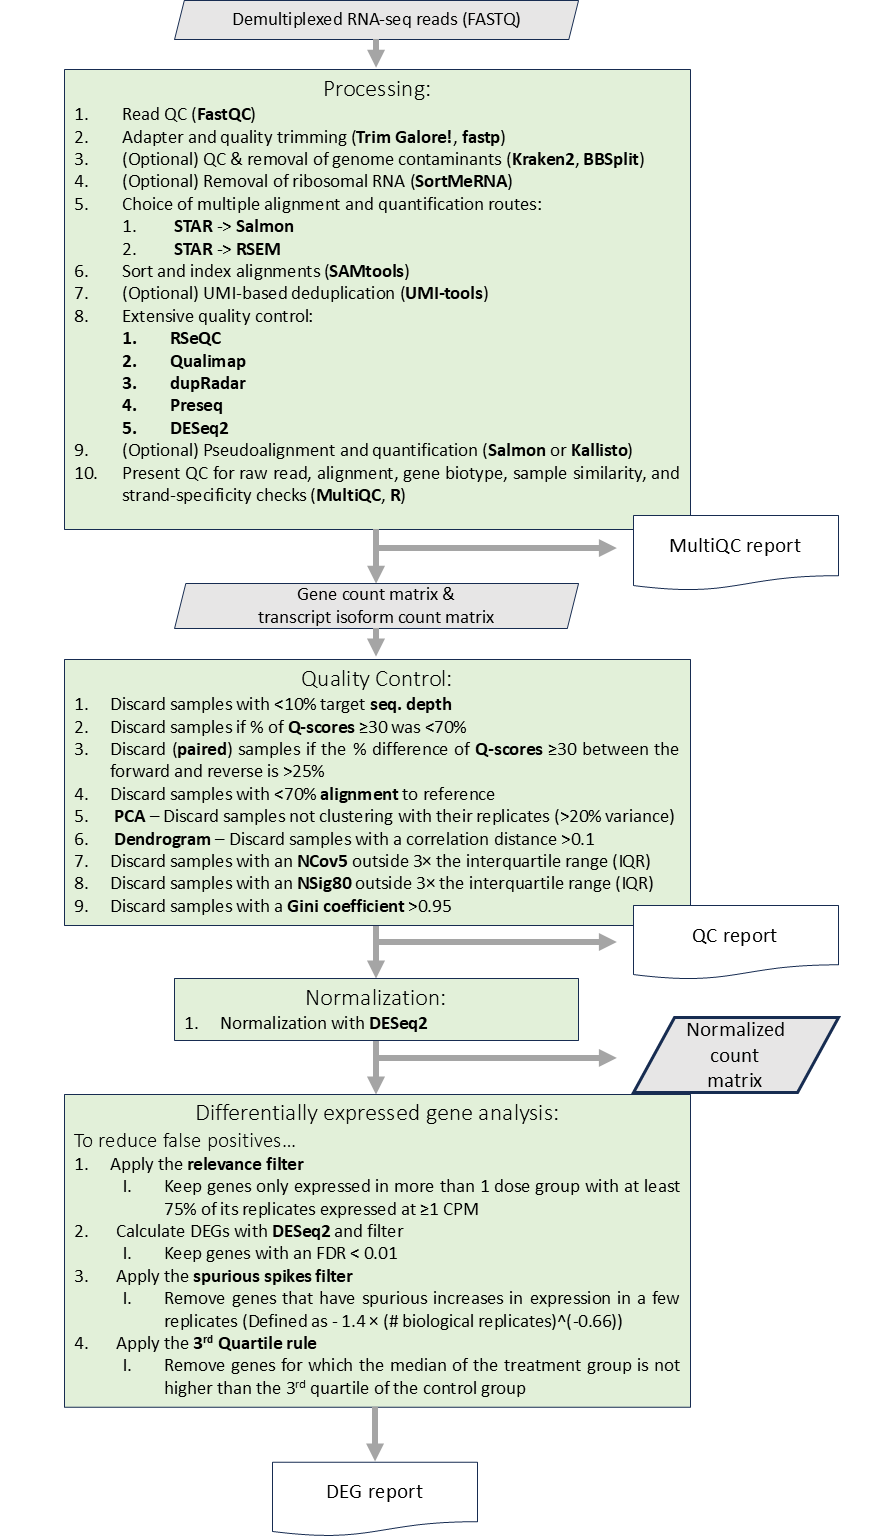 Demultiplexed RNA-seq reads (FASTQ)
Processing:
1. Read QC (FastQC)
2. Adapter and quality trimming (Trim Galore!, fastp)
3. (Optional) QC & removal of genome contaminants (Kraken2, BBSplit)
4. (Optional) Removal of ribosomal RNA (SortMeRNA)
5. Choice of multiple alignment and quantification routes:
1. STAR -> Salmon
2. STAR -> RSEM
6. Sort and index alignments (SAMtools)
7. (Optional) UMI-based deduplication (UMI-tools)
8. Extensive quality control:
1. RSeQC
2. Qualimap
3. dupRadar
4. Preseq
5. DESeq2
9. (Optional) Pseudoalignment and quantification (Salmon or Kallisto)
10. Present QC for raw read, alignment, gene biotype, sample similarity, and
strand-specificity checks (MultiQC, R)
MultiQC report
Gene count matrix &
transcript isoform count matrix
Quality Control:
1. Discard samples with <10% target seq. depth
2. Discard samples if % of Q-scores ≥30 was <70%
3. Discard (paired) samples if the % difference of Q-scores ≥30 between the
forward and reverse is >25%
4. Discard samples with <70% alignment to reference
5. PCA – Discard samples not clustering with their replicates (>20% variance)
6. Dendrogram – Discard samples with a correlation distance >0.1
7. Discard samples with an NCov5 outside 3× the interquartile range (IQR)
8. Discard samples with an NSig80 outside 3× the interquartile range (IQR)
9. Discard samples with a Gini coefficient >0.95
QC report
Normalization:
1. Normalization with DESeq2
Normalized
count
matrix
Differentially expressed gene analysis:
To reduce false positives…
1. Apply the relevance filter
I. Keep genes only expressed in more than 1 dose group with at least
75% of its replicates expressed at ≥1 CPM
2. Calculate DEGs with DESeq2 and filter
I. Keep genes with an FDR < 0.01
3. Apply the spurious spikes filter
I. Remove genes that have spurious increases in expression in a few
replicates (Defined as - 1.4 × (# biological replicates)^(-0.66))
4. Apply the 3rd Quartile rule
I. Remove genes for which the median of the treatment group is not
higher than the 3rd quartile of the control group
DEG report